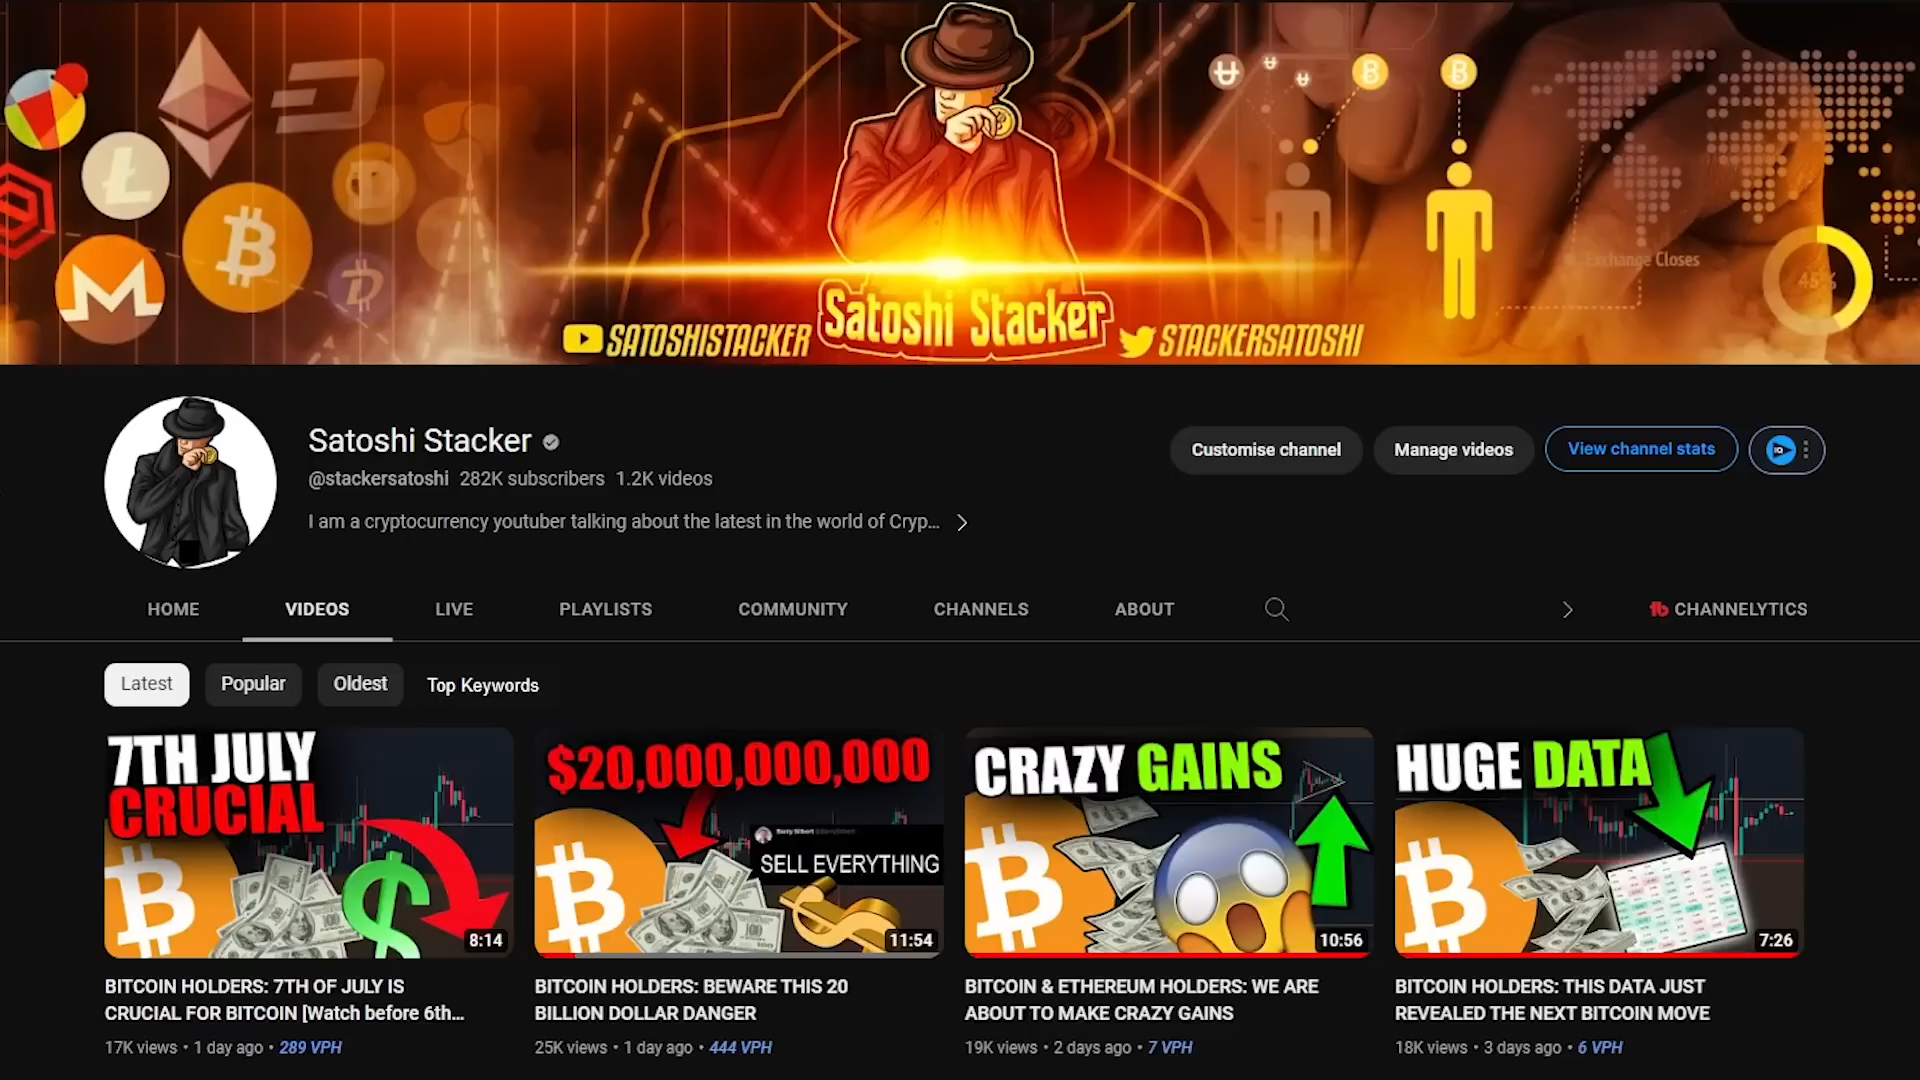 Exchange Closes
45%
Satoshi Stacker
SATOSHISTACKER
STACKERSATOSHI
Satoshi Stacker
@stackersatoshi 282K subscribers 1.2K videos
I am a cryptocurrency youtuber talking about the latest in the world of Cryp...
Customise channel
Manage videos
View channel stats
HOME
VIDEOS
LIVE
PLAYLISTS
COMMUNITY
CHANNELS
ABOUT
CHANNELYTICS
Latest
Popular
Oldest
Top Keywords
7TH JULY
CRUCIAL
8:14
$20,000,000,000
SELL EVERYTHING
11:54
CRAZY GAINS
10:56
HUGE DATA
7:26
BITCOIN HOLDERS: 7TH OF JULY IS
CRUCIAL FOR BITCOIN [Watch before 6th...
17K views • 1 day ago • 289 VPH
BITCOIN HOLDERS: BEWARE THIS 20
BILLION DOLLAR DANGER
25K views • 1 day ago • 444 VPH
BITCOIN & ETHEREUM HOLDERS: WE ARE
ABOUT TO MAKE CRAZY GAINS
19K views • 2 days ago • 7 VPH
BITCOIN HOLDERS: THIS DATA JUST
REVEALED THE NEXT BITCOIN MOVE
18K views • 3 days ago • 6 VPH